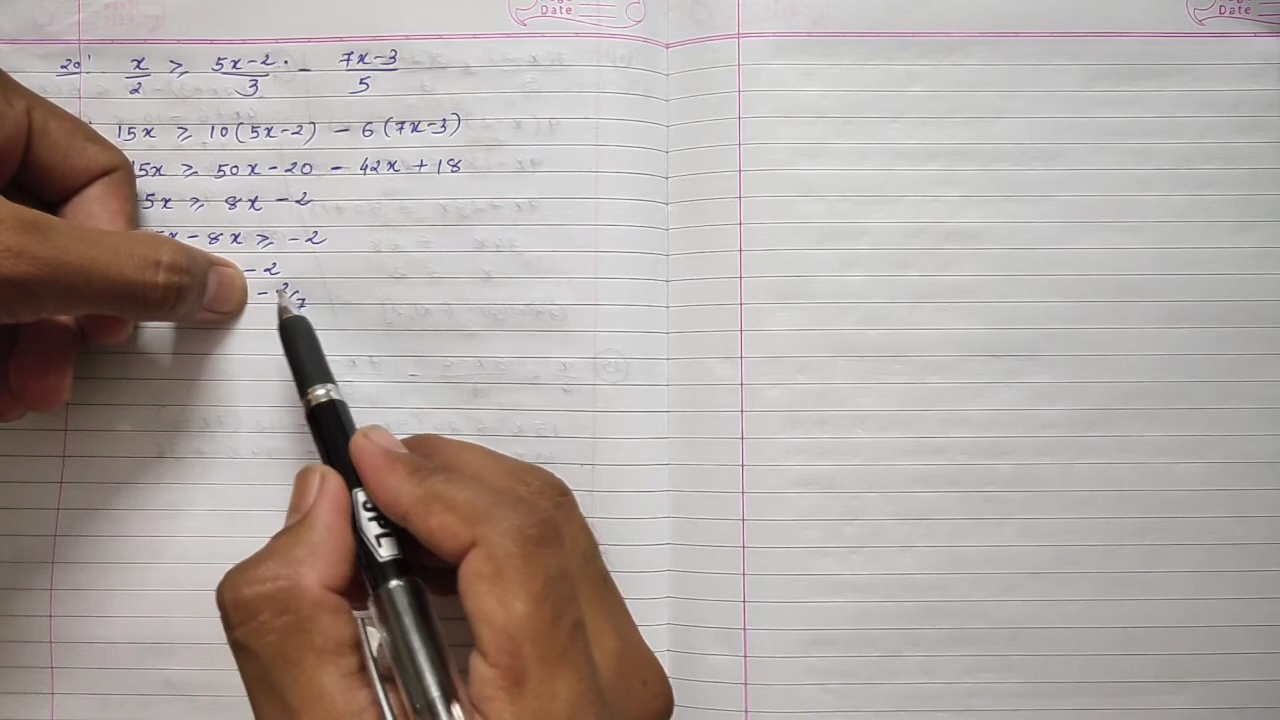 Date
Date
20. x/2 ⩾ (5x-2)/3 - (7x-3)/5
15x ⩾ 10(5x-2) - 6(7x-3)
15x ⩾ 50x-20 - 42x+18
5x ⩾ 8x-2
x-8x ⩾ -2
-2
-2/7